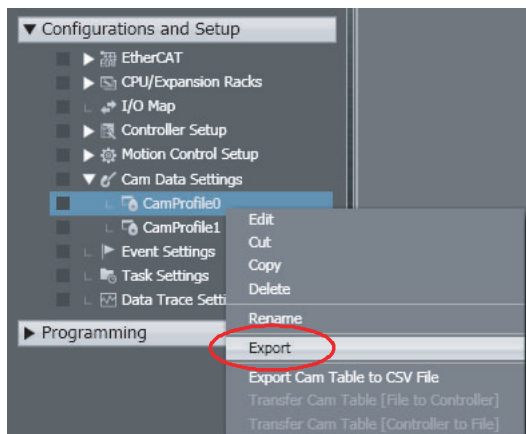 Configurations and Setup
EtherCAT
CPU/Expansion Racks
I/O Map
Controller Setup
Motion Control Setup
Cam Data Settings
CamProfile0
CamProfile1
Event Settings
Task Settings
Data Trace Setti
Programming
Edit
Cut
Copy
Delete
Rename
Export
Export Cam Table to CSV File
Transfer Cam Table [File to Controller]
Transfer Cam Table [Controller to File]